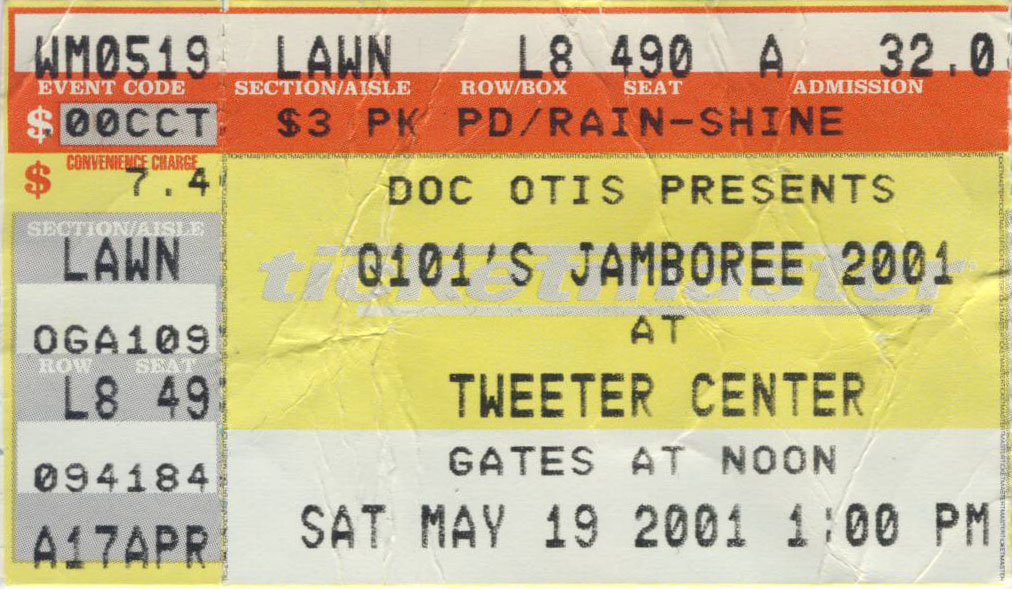 WM0519 LAWN L8 490 A 32.0
EVENT CODE SECTION/AISLE ROW/BOX SEAT ADMISSION
$ .00CCT $3 PK PD/RAIN-SHINE
CONVENIENCE CHARGE
$ 7.4
DOC OTIS PRESENTS
SECTION/AISLE
LAWN
ticketmaster
Q101'S JAMBOREE 2001
AT
OGA109
ROW SEAT
L8 49
TWEETER CENTER
094184
GATES AT NOON
A17APR
SAT MAY 19 2001 1:00 PM